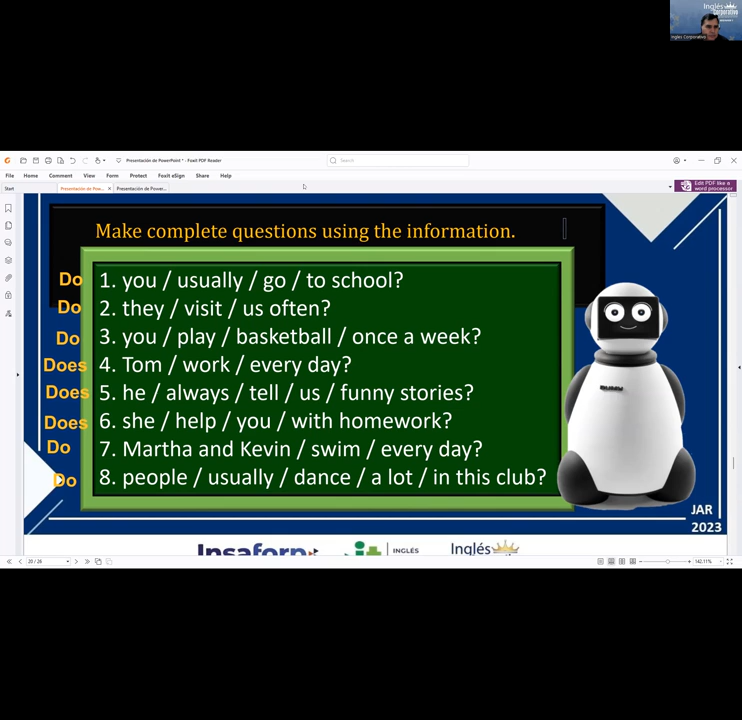 Inglés
Corporativo
Inglés Corporativo
Presentación de PowerPoint * - Foxit PDF Reader
Search
File Home Comment View Form Protect Foxit eSign Share Help
Start
Presentación de Pow...
Presentación de Power...
Edit PDF like a
word processor
Make complete questions using the information.
Do 1. you / usually / go / to school?
Do 2. they / visit / us often?
Do 3. you / play / basketball / once a week?
Does 4. Tom / work / every day?
Does 5. he / always / tell / us / funny stories?
Does 6. she / help / you / with homework?
Do 7. Martha and Kevin / swim / every day?
Do 8. people / usually / dance / a lot / in this club?
JAR
2023
Insaforp
INGLÉS
Inglés
20 / 26
142.11%